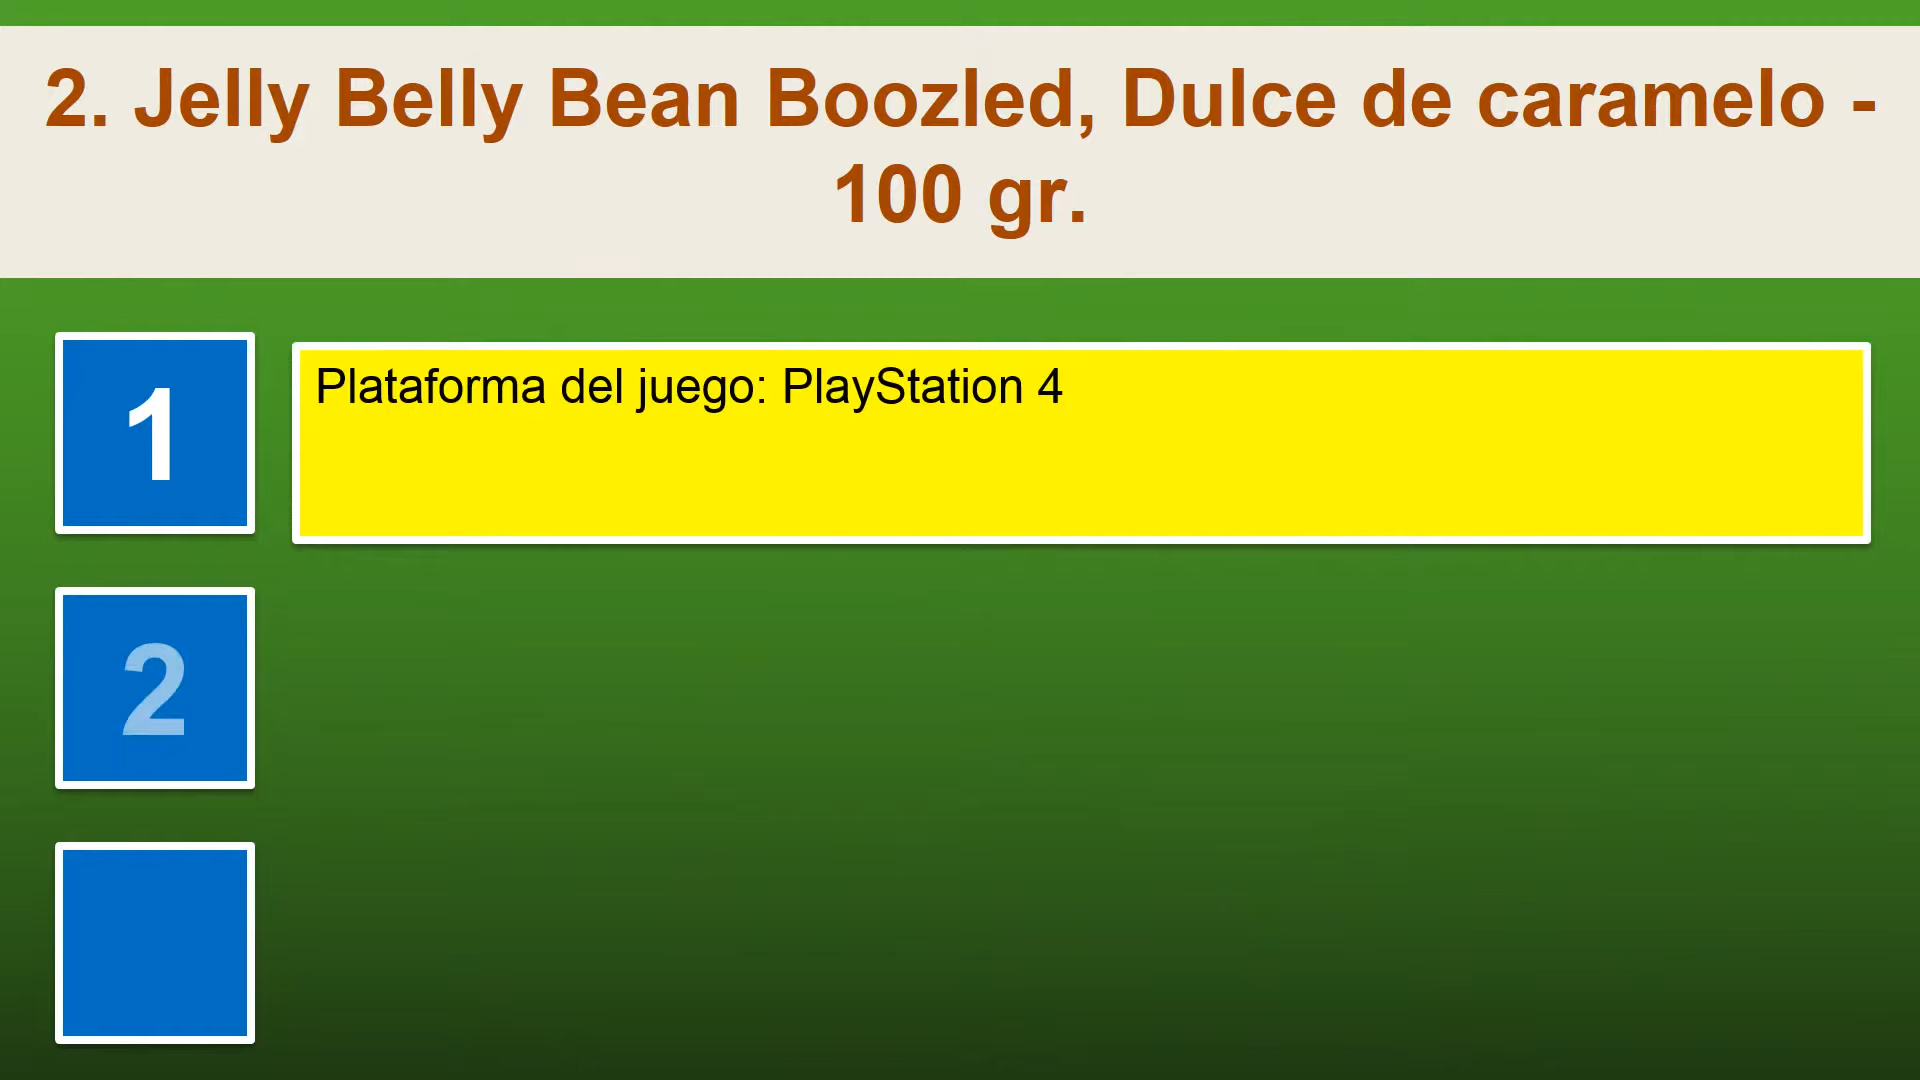 2. Jelly Belly Bean Boozled, Dulce de caramelo -
100 gr.
1
Plataforma del juego: PlayStation 4
2